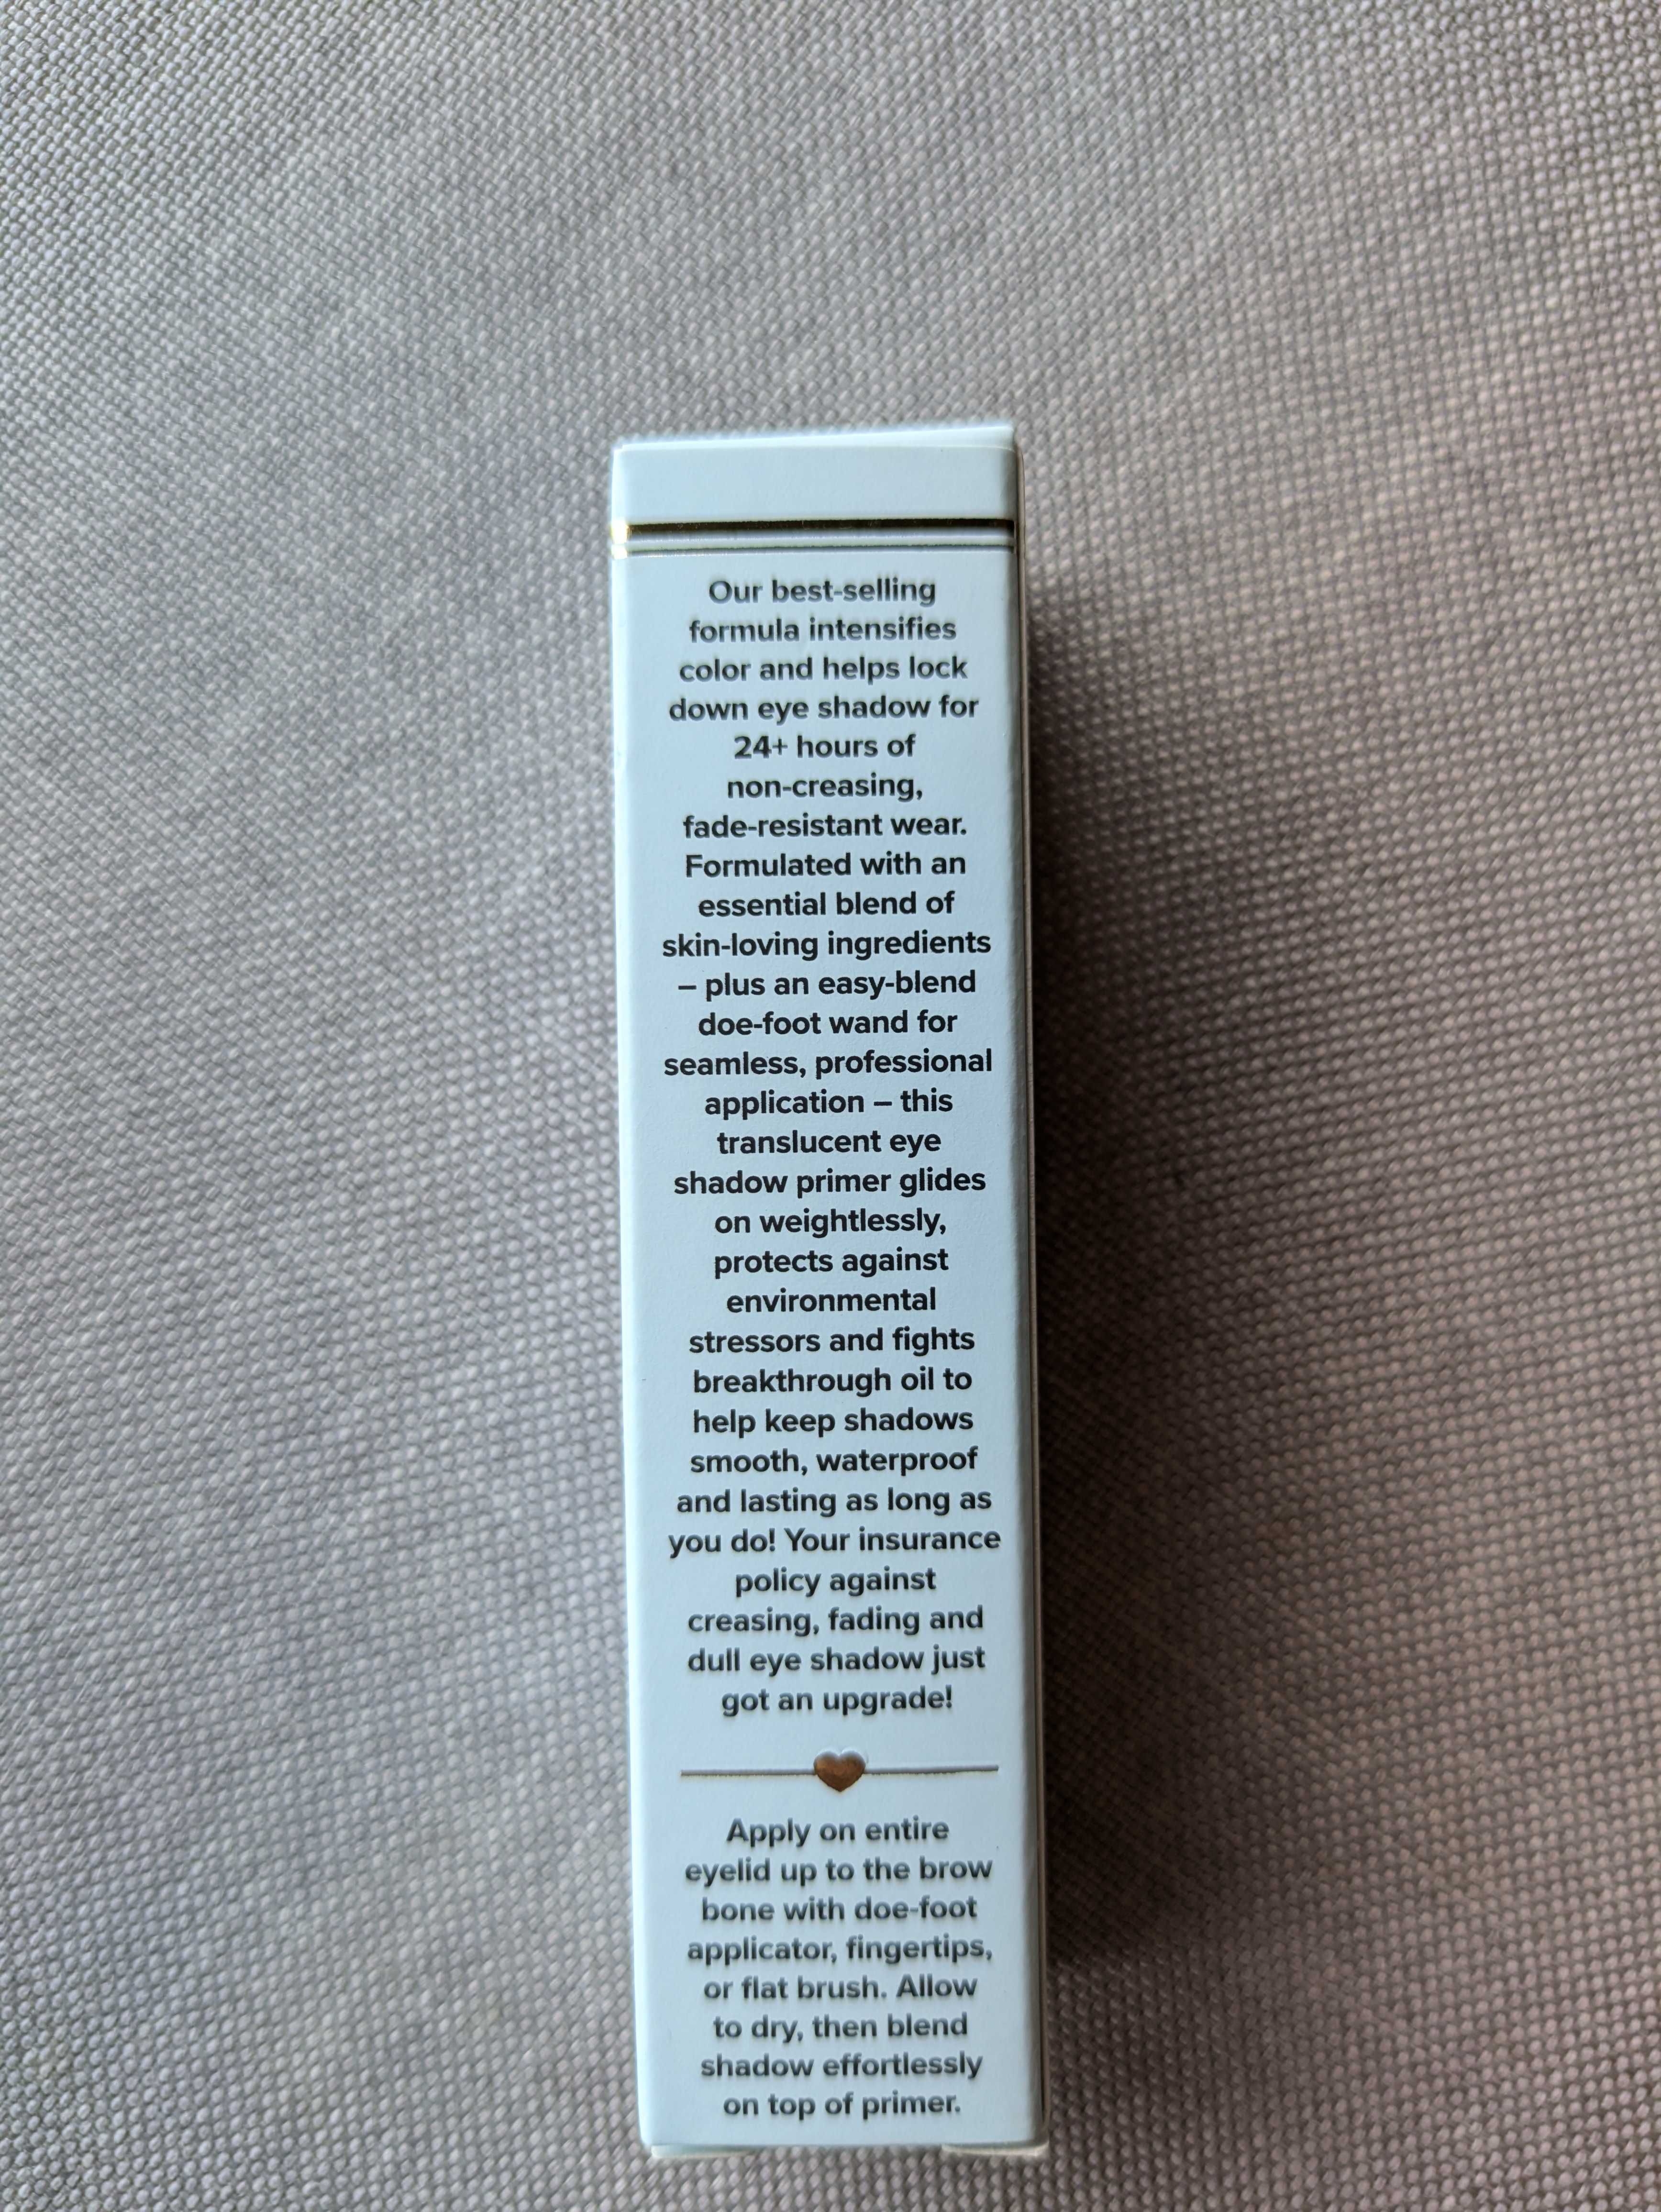 Our best-selling
formula intensifies
color and helps lock
down eye shadow for
24+ hours of
non-creasing,
fade-resistant wear.
Formulated with an
essential blend of
skin-loving ingredients
– plus an easy-blend
doe-foot wand for
seamless, professional
application – this
translucent eye
shadow primer glides
on weightlessly,
protects against
environmental
stressors and fights
breakthrough oil to
help keep shadows
smooth, waterproof
and lasting as long as
you do! Your insurance
policy against
creasing, fading and
dull eye shadow just
got an upgrade!
Apply on entire
eyelid up to the brow
bone with doe-foot
applicator, fingertips,
or flat brush. Allow
to dry, then blend
shadow effortlessly
on top of primer.